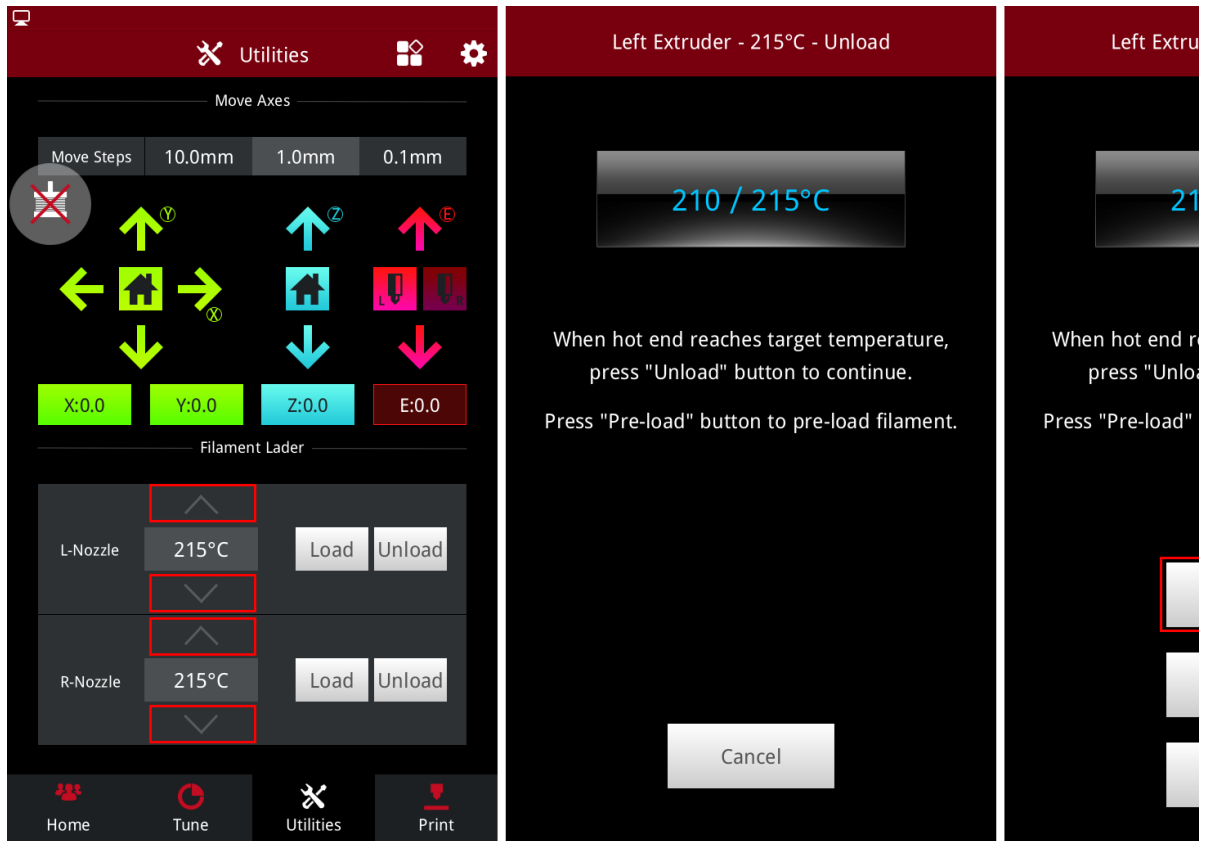 Utilities
Move Axes
Move Steps 10.0mm 1.0mm 0.1mm
Y Z E
L R
X
X:0.0 Y:0.0 Z:0.0 E:0.0
Filament Lader
L-Nozzle 215°C Load Unload
R-Nozzle 215°C Load Unload
Home Tune Utilities Print
Left Extruder - 215°C - Unload
210 / 215°C
When hot end reaches target temperature,
press "Unload" button to continue.
Press "Pre-load" button to pre-load filament.
Cancel
Left Extru
21
When hot end r
press "Unloa
Press "Pre-load"